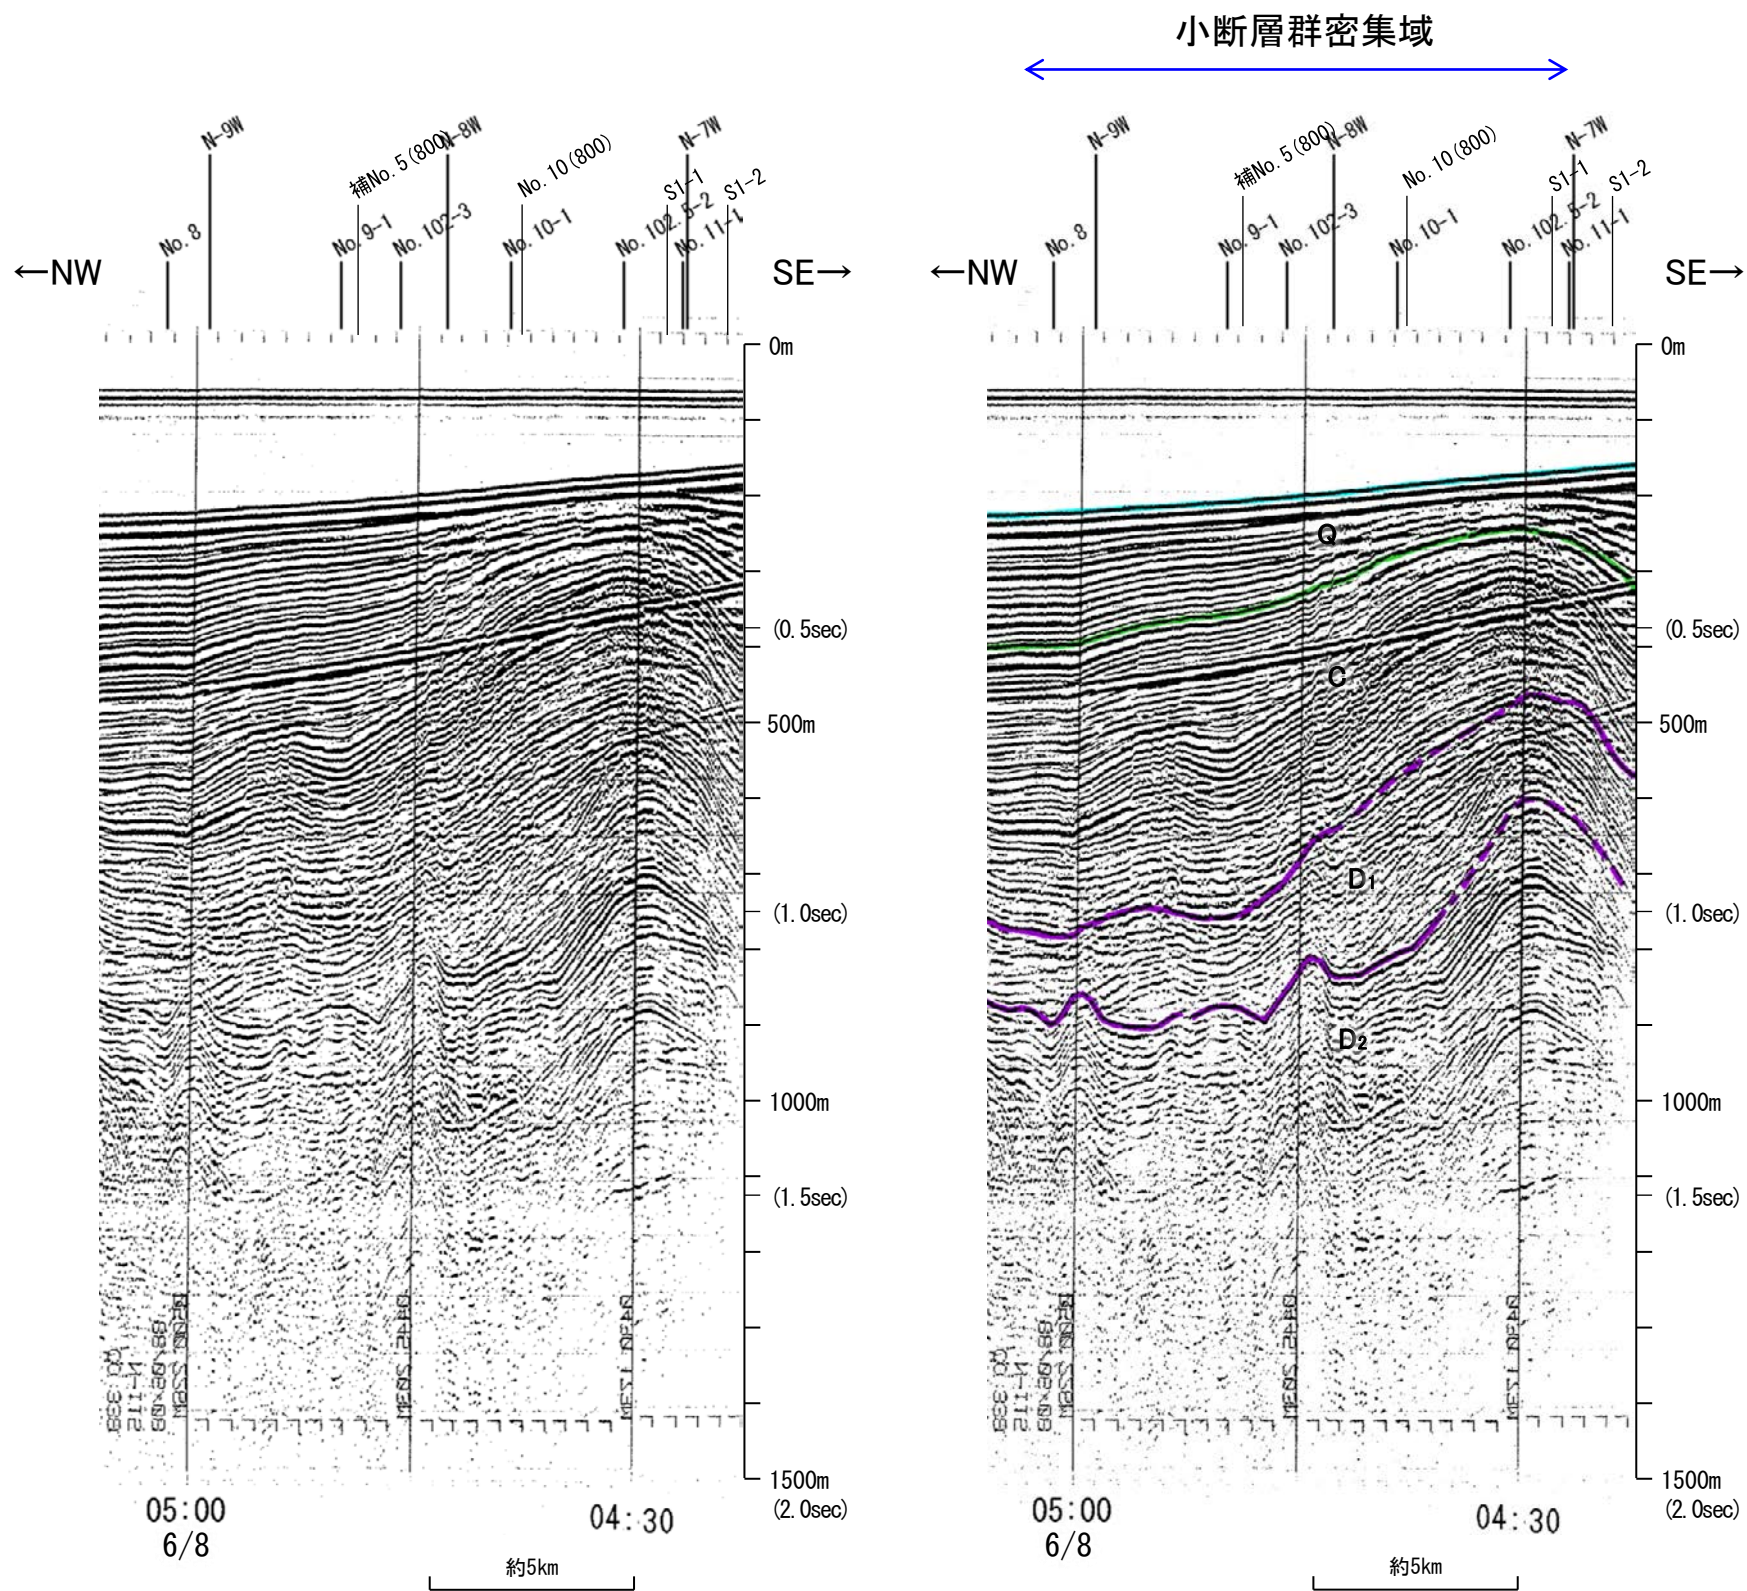 小断層群密集域
N-9W
補No.5(800)
N-8W
No.10(800)
N-7W
S1-1
S1-2
No.8
No.9-1
No.102-3
No.10-1
No.102.5-2
No.11-1
←NW
SE→
0m
(0.5sec)
500m
(1.0sec)
1000m
(1.5sec)
1500m
(2.0sec)
05:00
6/8
04:30
約5km
N-9W
補No.5(800)
N-8W
No.10(800)
N-7W
S1-1
S1-2
No.8
No.9-1
No.102-3
No.10-1
No.102.5-2
No.11-1
←NW
SE→
Q
C
D1
D2
0m
(0.5sec)
500m
(1.0sec)
1000m
(1.5sec)
1500m
(2.0sec)
05:00
6/8
04:30
約5km